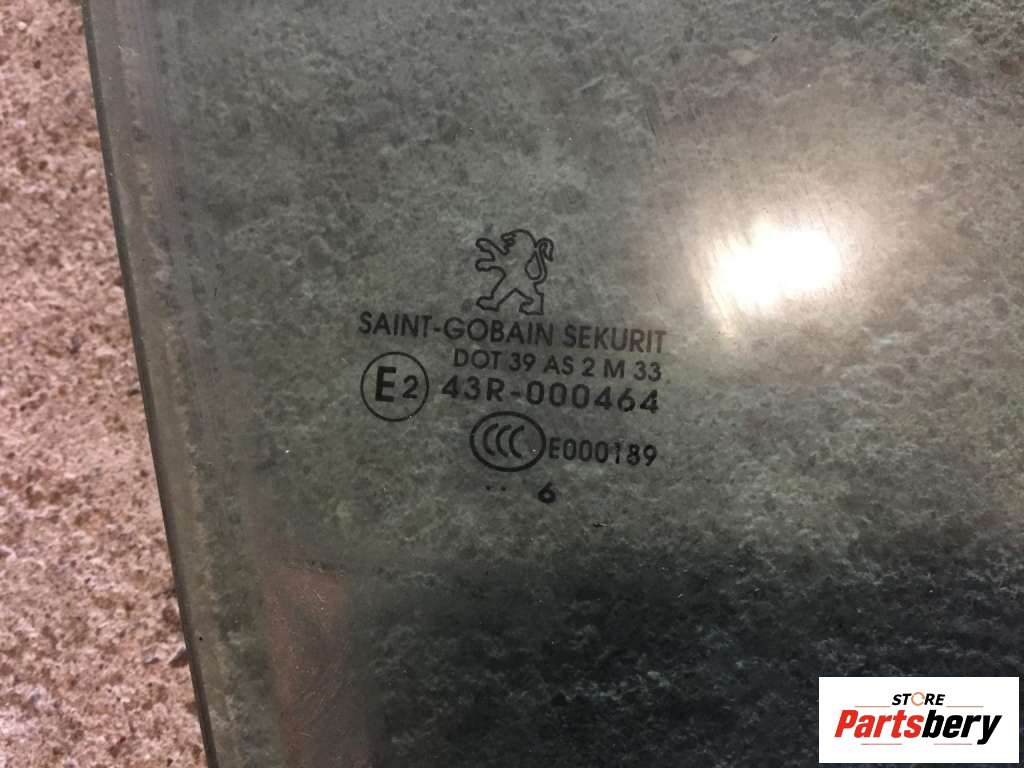 SAINT-GOBAIN SEKURIT
DOT 39 AS 2 M 33
E2 43R-000464
CCC E000189
.. 6
STORE
Partsbery